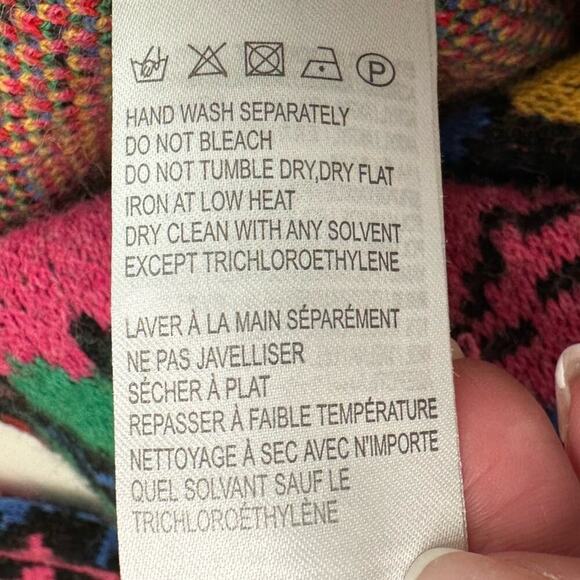 P
HAND WASH SEPARATELY
DO NOT BLEACH
DO NOT TUMBLE DRY,DRY FLAT
IRON AT LOW HEAT
DRY CLEAN WITH ANY SOLVENT
EXCEPT TRICHLOROETHYLENE
LAVER À LA MAIN SÉPARÉMENT
NE PAS JAVELLISER
SÉCHER À PLAT
REPASSER À FAIBLE TEMPÉRATURE
NETTOYAGE À SEC AVEC N'IMPORTE
QUEL SOLVANT SAUF LE
TRICHLOROÉTHYLÈNE